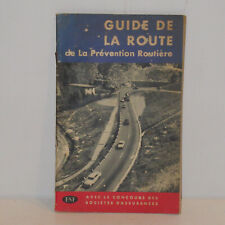 GUIDE DE
LA ROUTE
de La Prévention Routière
AVEC LE CONCOURS DES
SOCIÉTÉS D'ASSURANCES